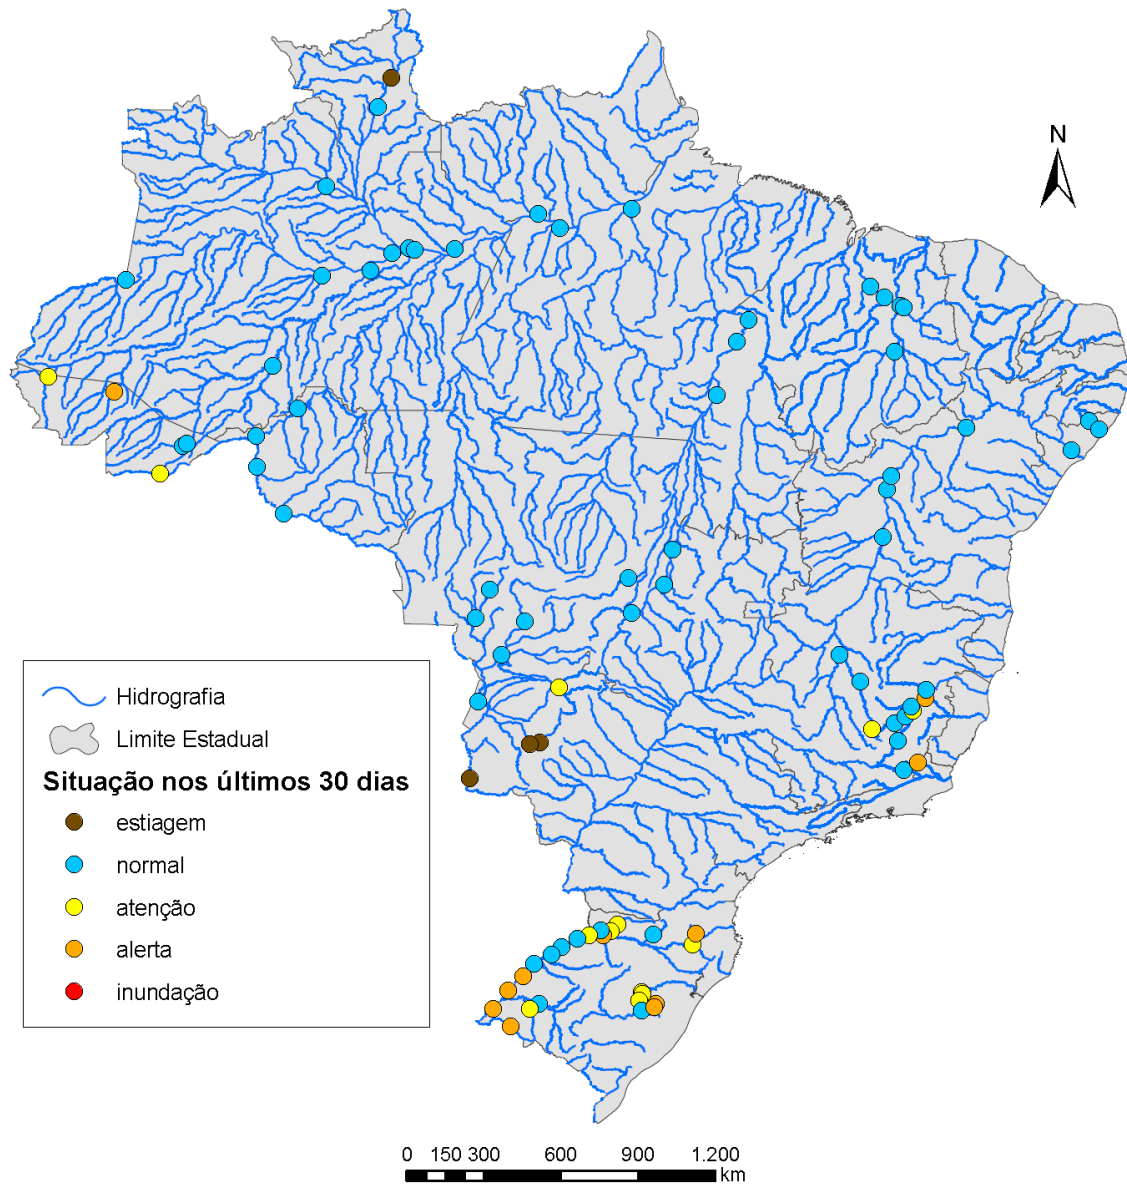 N
Hidrografia
Limite Estadual
Situação nos últimos 30 dias
estiagem
normal
atenção
alerta
inundação
0 150 300 600 900 1.200
km